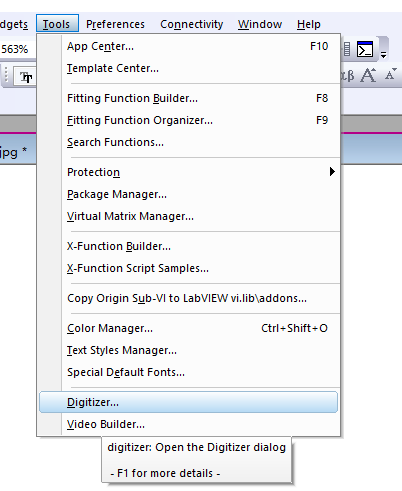 dgets Tools Preferences Connectivity Window Help
563%
App Center... F10
Template Center...
Fitting Function Builder... F8
Fitting Function Organizer... F9
Search Functions...
jpg *
Protection
Package Manager...
Virtual Matrix Manager...
X-Function Builder...
X-Function Script Samples...
Copy Origin Sub-VI to LabVIEW vi.lib\addons...
Color Manager... Ctrl+Shift+O
Text Styles Manager...
Special Default Fonts...
Digitizer...
Video Builder...
digitizer: Open the Digitizer dialog
- F1 for more details -